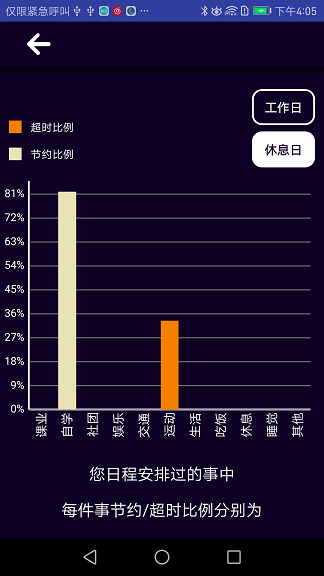 仅限紧急呼叫 ··· 下午4:05
工作日
超时比例
休息日
节约比例
81%
72%
63%
54%
45%
36%
27%
18%
9%
0%
课业 自学 社团 娱乐 交通 运动 生活 吃饭 休息 睡觉 其他
您日程安排过的事中
每件事节约/超时比例分别为